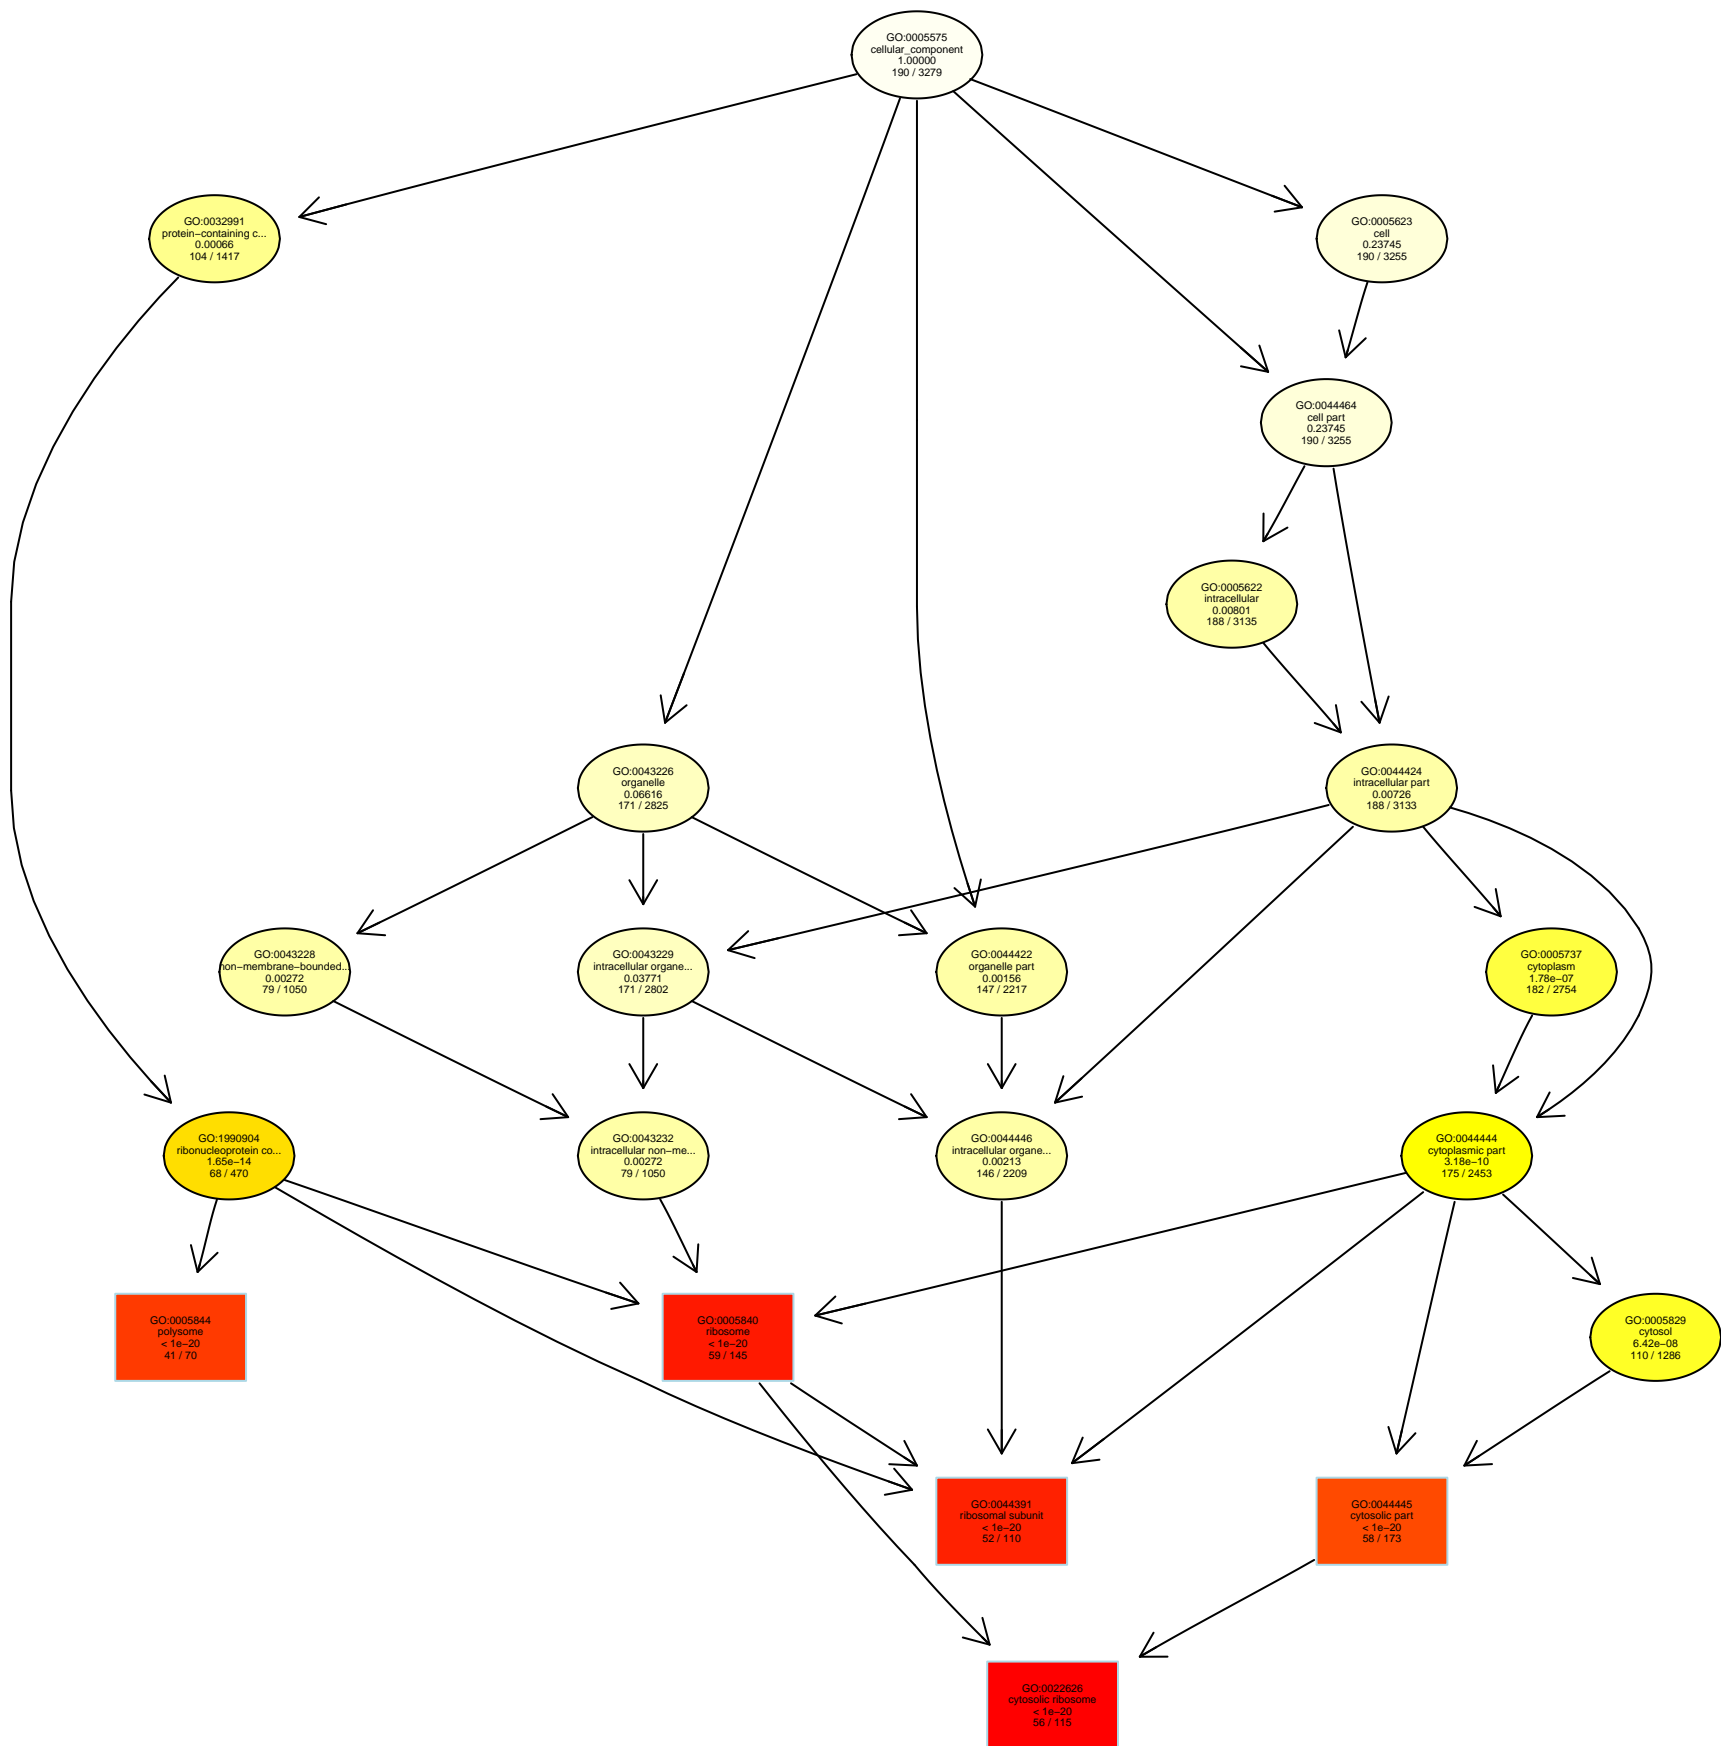 GO:0005575
cellular_component
1.00000
190 / 3279
GO:0032991
protein−containing c...
0.00066
104 / 1417
GO:0005623
cell
0.23745
190 / 3255
GO:0044464
cell part
0.23745
190 / 3255
GO:0005622
intracellular
0.00801
188 / 3135
GO:0043226
organelle
0.06616
171 / 2825
GO:0044424
intracellular part
0.00726
188 / 3133
GO:0043228
non−membrane−bounded...
0.00272
79 / 1050
GO:0043229
intracellular organe...
0.03771
171 / 2802
GO:0044422
organelle part
0.00156
147 / 2217
GO:0005737
cytoplasm
1.78e−07
182 / 2754
GO:1990904
ribonucleoprotein co...
1.65e−14
68 / 470
GO:0043232
intracellular non−me...
0.00272
79 / 1050
GO:0044446
intracellular organe...
0.00213
146 / 2209
GO:0044444
cytoplasmic part
3.18e−10
175 / 2453
GO:0005844
polysome
< 1e−20
41 / 70
GO:0005840
ribosome
< 1e−20
59 / 145
GO:0005829
cytosol
6.42e−08
110 / 1286
GO:0044391
ribosomal subunit
< 1e−20
52 / 110
GO:0044445
cytosolic part
< 1e−20
58 / 173
GO:0022626
cytosolic ribosome
< 1e−20
56 / 115